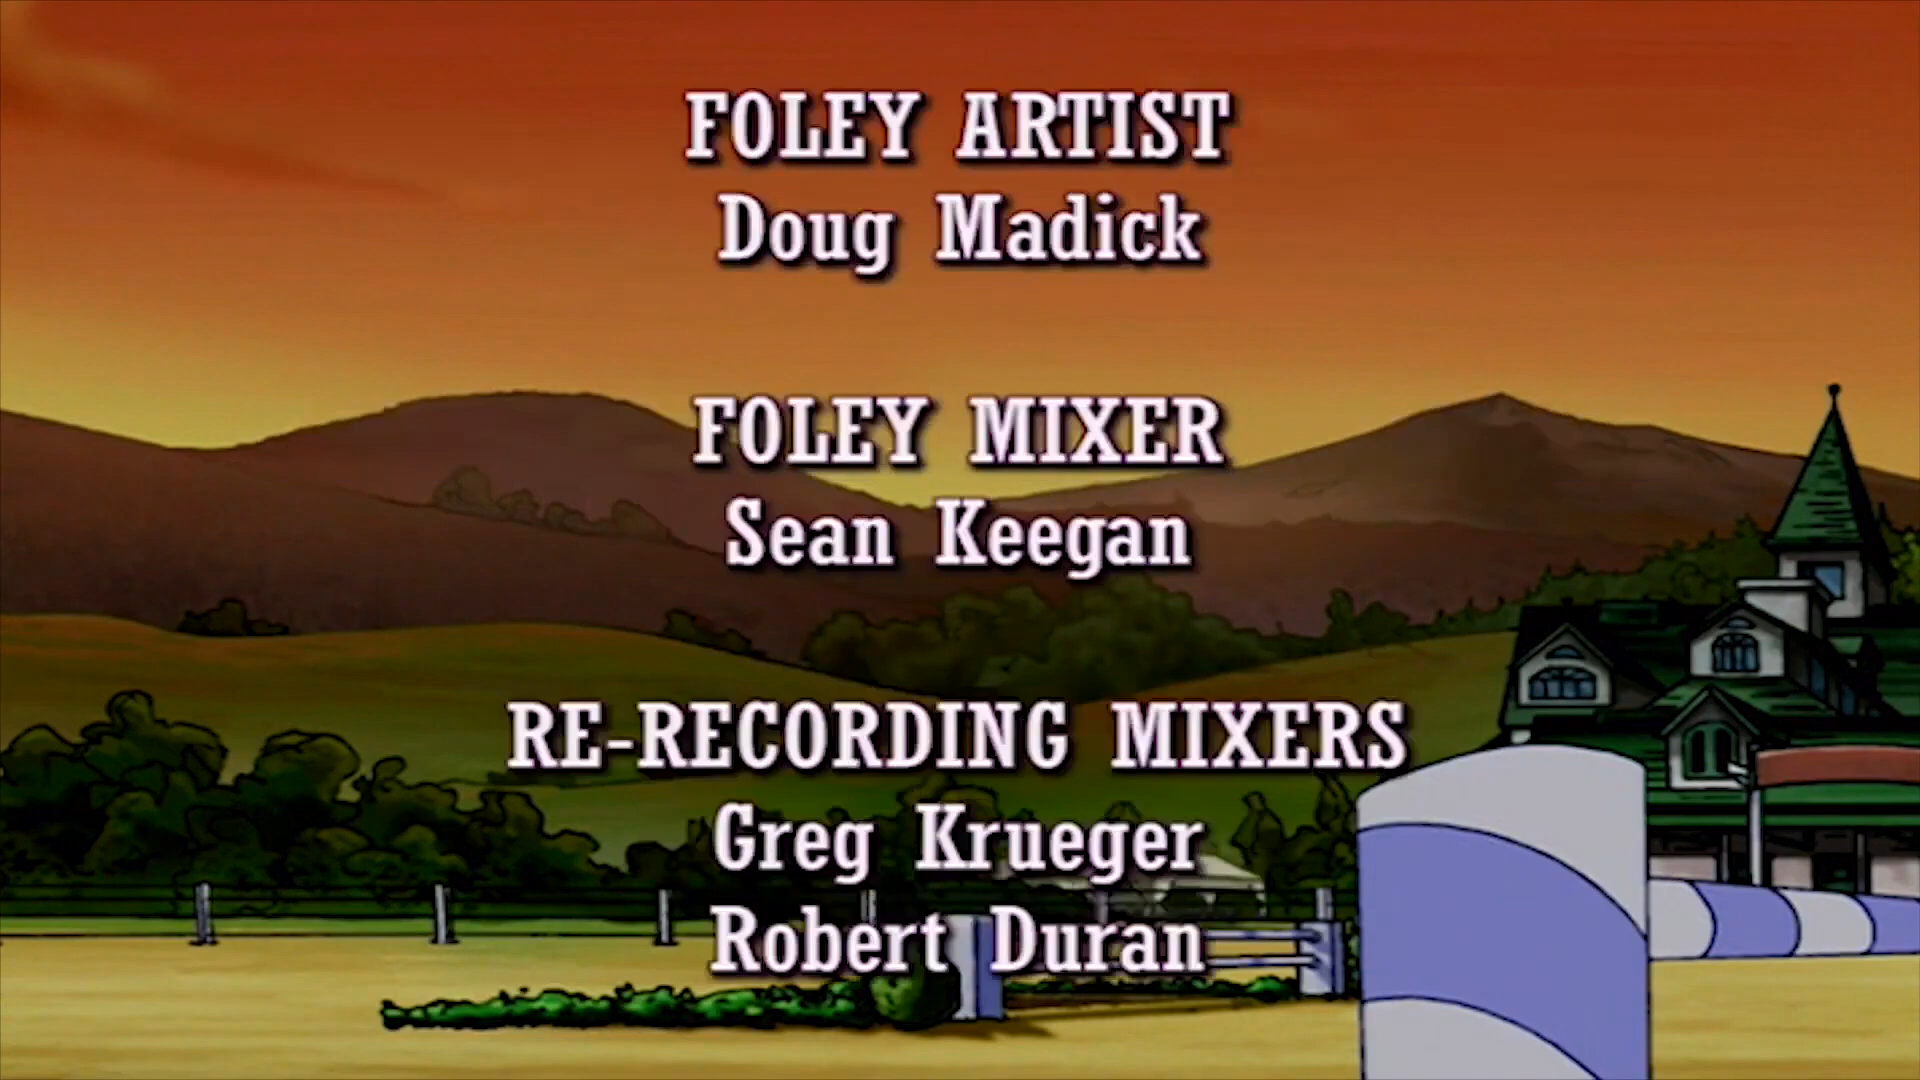 FOLEY ARTIST
Doug Madick
FOLEY MIXER
Sean Keegan
RE-RECORDING MIXERS
Greg Krueger
Robert Duran